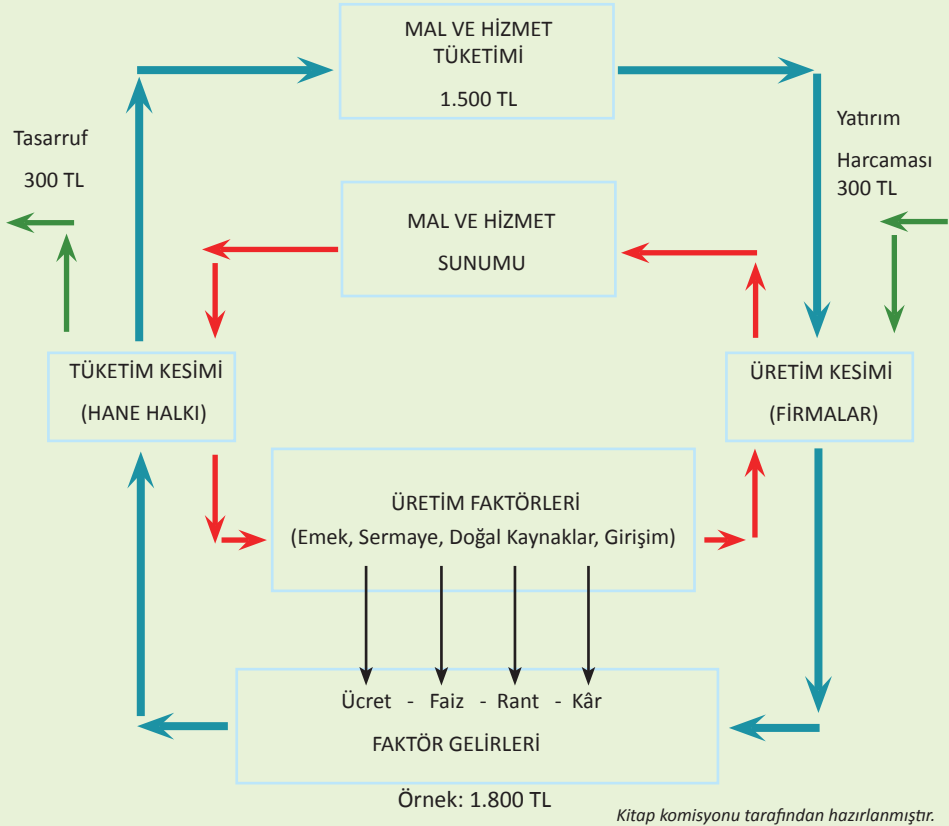 MAL VE HİZMET
TÜKETİMİ
1.500 TL
Tasarruf
300 TL
Yatırım
Harcaması
300 TL
MAL VE HİZMET
SUNUMU
TÜKETİM KESİMİ
(HANE HALKI)
ÜRETİM KESİMİ
(FİRMALAR)
ÜRETİM FAKTÖRLERİ
(Emek, Sermaye, Doğal Kaynaklar, Girişim)
Ücret - Faiz - Rant - Kâr
FAKTÖR GELİRLERİ
Örnek: 1.800 TL
Kitap komisyonu tarafından hazırlanmıştır.